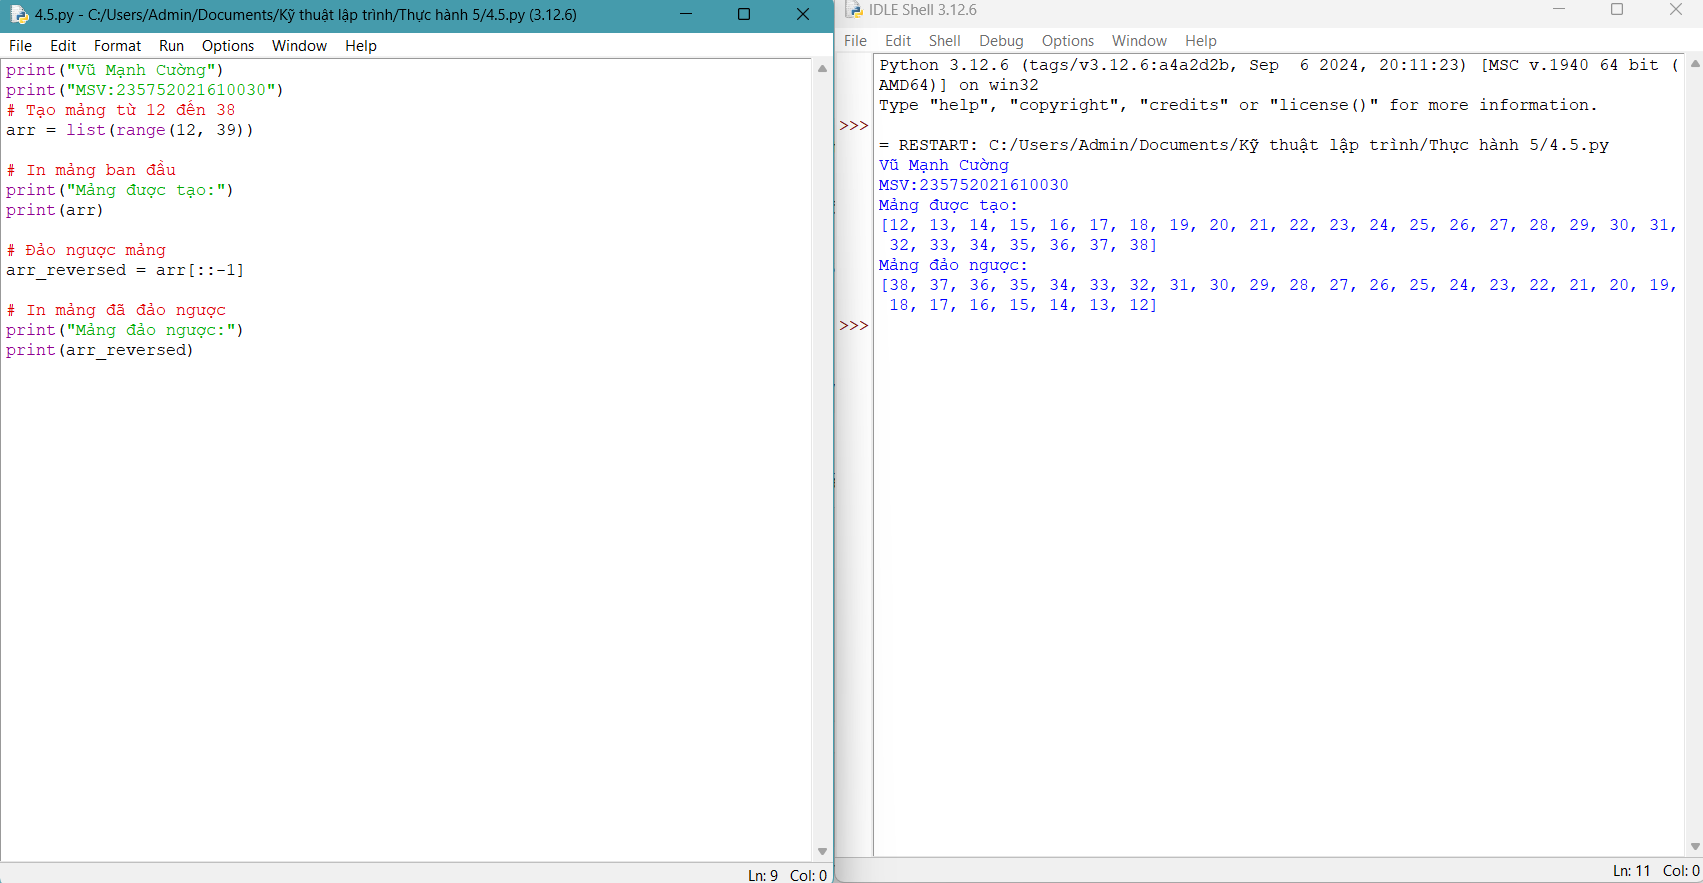 4.5.py - C:/Users/Admin/Documents/Kỹ thuật lập trình/Thực hành 5/4.5.py (3.12.6)
File Edit Format Run Options Window Help
print("Vũ Mạnh Cường")
print("MSV:235752021610030")
# Tạo mảng từ 12 đến 38
arr = list(range(12, 39))
# In mảng ban đầu
print("Mảng được tạo:")
print(arr)
# Đảo ngược mảng
arr_reversed = arr[::-1]
# In mảng đã đảo ngược
print("Mảng đảo ngược:")
print(arr_reversed)
Ln: 9 Col: 0
IDLE Shell 3.12.6
File Edit Shell Debug Options Window Help
Python 3.12.6 (tags/v3.12.6:a4a2d2b, Sep  6 2024, 20:11:23) [MSC v.1940 64 bit (
AMD64)] on win32
Type "help", "copyright", "credits" or "license()" for more information.
>>>
= RESTART: C:/Users/Admin/Documents/Kỹ thuật lập trình/Thực hành 5/4.5.py
Vũ Mạnh Cường
MSV:235752021610030
Mảng được tạo:
[12, 13, 14, 15, 16, 17, 18, 19, 20, 21, 22, 23, 24, 25, 26, 27, 28, 29, 30, 31,
32, 33, 34, 35, 36, 37, 38]
Mảng đảo ngược:
[38, 37, 36, 35, 34, 33, 32, 31, 30, 29, 28, 27, 26, 25, 24, 23, 22, 21, 20, 19,
18, 17, 16, 15, 14, 13, 12]
>>>
Ln: 11 Col: 0